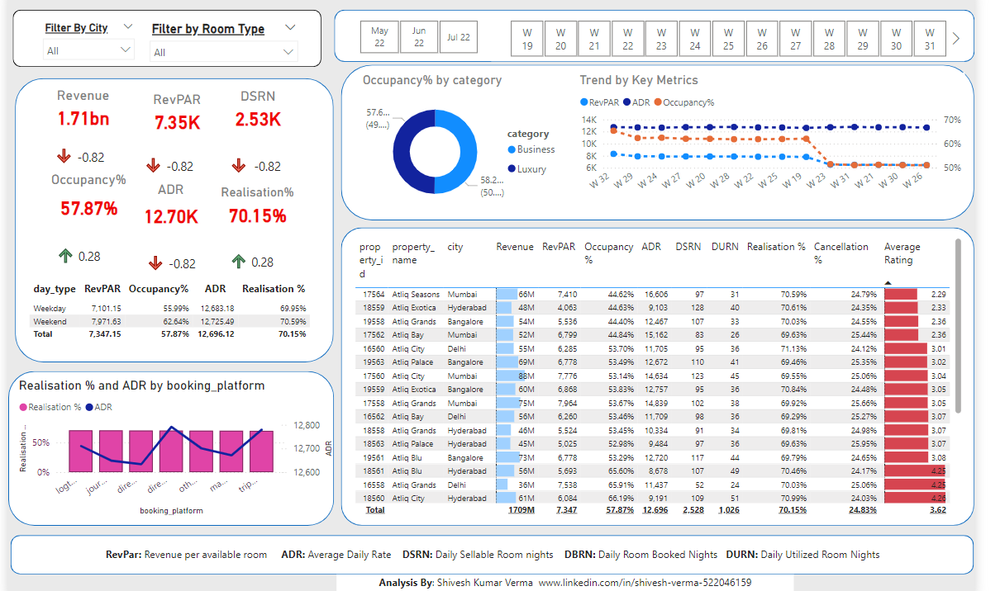 Filter By City
All
Filter by Room Type
All
May 22
Jun 22
Jul 22
W 19
W 20
W 21
W 22
W 23
W 24
W 25
W 26
W 27
W 28
W 29
W 30
W 31
Revenue
1.71bn
-0.82
RevPAR
7.35K
-0.82
DSRN
2.53K
-0.82
Occupancy%
57.87%
0.28
ADR
12.70K
-0.82
Realisation%
70.15%
0.28
day_type RevPAR Occupancy% ADR Realisation %
Weekday 7,101.15 55.99% 12,683.18 69.95%
Weekend 7,971.63 62.64% 12,725.49 70.59%
Total 7,347.15 57.87% 12,696.12 70.15%
Realisation % and ADR by booking_platform
Realisation % ADR
Realisation ...
50%
0%
12,800
12,700
12,600
ADR
logt... jour... dire... dire... oth... ma... trip...
booking_platform
Occupancy% by category
57.6...
(49....)
58.2...
(50....)
category
Business
Luxury
Trend by Key Metrics
RevPAR ADR Occupancy%
14K
12K
10K
8K
6K
70%
60%
50%
W 32 W 29 W 24 W 27 W 20 W 28 W 22 W 25 W 19 W 23 W 31 W 21 W 30 W 26
prop
erty_i
d
property_
name
city
Revenue
RevPAR
Occupancy
%
ADR
DSRN
DURN
Realisation %
Cancellation
%
Average
Rating
17564 Atliq Seasons Mumbai 66M 7,410 44.62% 16,606 97 31 70.59% 24.79% 2.29
18559 Atliq Exotica Hyderabad 48M 4,063 44.63% 9,103 128 40 70.61% 24.35% 2.33
19558 Atliq Grands Bangalore 54M 5,536 44.40% 12,467 107 33 70.03% 24.55% 2.36
17562 Atliq Bay Mumbai 52M 6,799 44.84% 15,162 83 26 69.63% 25.44% 2.36
16560 Atliq City Delhi 55M 6,285 53.70% 11,705 95 36 71.13% 24.12% 3.01
19563 Atliq Palace Bangalore 69M 6,778 53.49% 12,672 110 41 69.46% 25.35% 3.02
17560 Atliq City Mumbai 88M 7,776 53.14% 14,634 123 45 69.55% 25.06% 3.04
19559 Atliq Exotica Bangalore 60M 6,868 53.83% 12,757 95 36 70.84% 24.48% 3.05
17558 Atliq Grands Mumbai 75M 7,964 53.67% 14,839 102 38 69.92% 25.66% 3.05
16562 Atliq Bay Delhi 56M 6,260 53.46% 11,709 98 36 69.29% 25.27% 3.07
18558 Atliq Grands Hyderabad 46M 5,524 53.45% 10,334 91 34 69.81% 24.98% 3.07
18563 Atliq Palace Hyderabad 45M 5,025 52.98% 9,484 97 36 69.63% 25.95% 3.07
19561 Atliq Blu Bangalore 73M 6,778 53.29% 12,720 117 44 69.79% 24.65% 3.08
18561 Atliq Blu Hyderabad 56M 5,693 65.60% 8,678 107 49 70.46% 24.17% 4.25
16558 Atliq Grands Delhi 36M 7,538 65.91% 11,437 52 24 70.03% 25.06% 4.25
18560 Atliq City Hyderabad 61M 6,084 66.19% 9,191 109 51 70.99% 24.03% 4.26
Total 1709M 7,347 57.87% 12,696 2,528 1,026 70.15% 24.83% 3.62
RevPar: Revenue per available room ADR: Average Daily Rate DSRN: Daily Sellable Room nights DBRN: Daily Room Booked Nights DURN: Daily Utilized Room Nights
Analysis By: Shivesh Kumar Verma www.linkedin.com/in/shivesh-verma-522046159